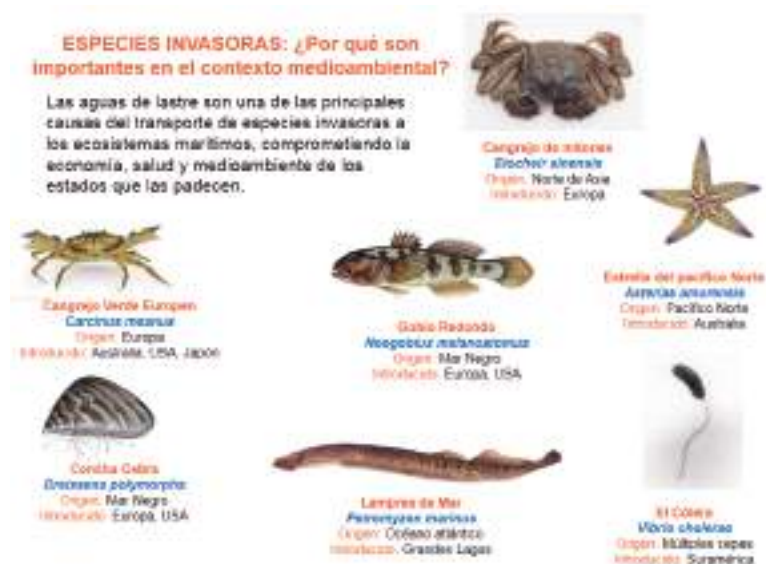 ESPECIES INVASORAS: ¿Por qué son
importantes en el contexto medioambiental?
Las aguas de lastre son una de las principales
causas del transporte de especies invasoras a
los ecosistemas marítimos, comprometiendo la
economía, salud y medioambiente de los
estados que las padecen.
Cangrejo de mitones
Eriocheir sinensis
Origen: Norte de Asia
Introducido: Europa
Estrella del pacífico Norte
Asterias amurensis
Origen: Pacífico Norte
Introducido: Australia
Cangrejo Verde Europeo
Carcinus
Origen: Europa
Introducido: Australia, USA, Japón
Gobio Redondo
Neogobius
Origen: Mar Negro
Introducido: Europa, USA
Concha Cebra
Dreissena polymorpha
Origen: Mar Negro
Introducido: Europa, USA
Lamprea de Mar
Petromyzon marinus
Origen: Océano atlántico
Introducido: Grandes Lagos
El Cólera
Vibrio cholerae
Origen: Múltiples cepas
Introducido: Suramérica